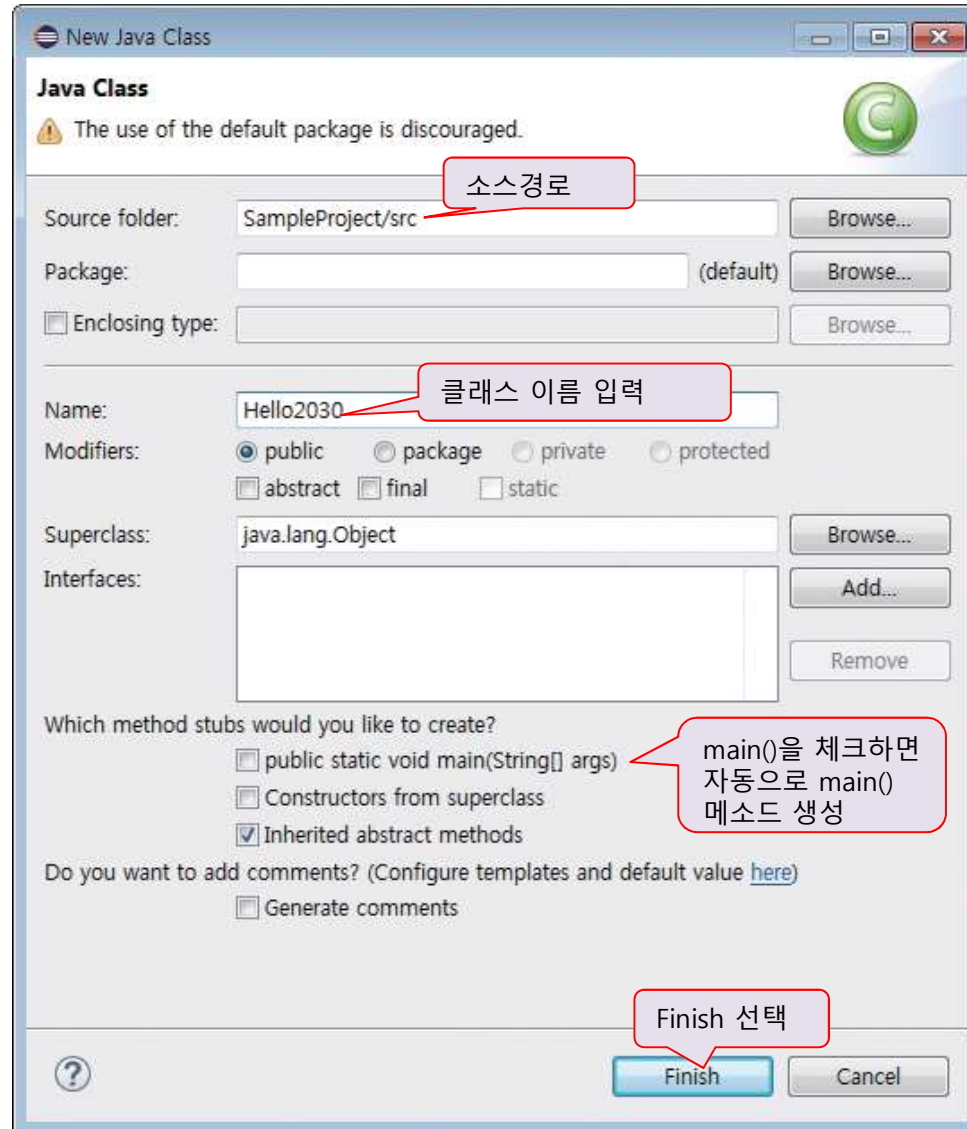 New Java Class
Java Class
The use of the default package is discouraged.
소스경로
Source folder: SampleProject/src Browse...
Package: (default) Browse...
Enclosing type: Browse...
클래스 이름 입력
Name: Hello2030
Modifiers: public package private protected
abstract final static
Superclass: java.lang.Object Browse...
Interfaces: Add...
Remove
Which method stubs would you like to create?
public static void main(String[] args)
main()을 체크하면
자동으로 main()
메소드 생성
Constructors from superclass
Inherited abstract methods
Do you want to add comments? (Configure templates and default value here)
Generate comments
Finish 선택
? Finish Cancel